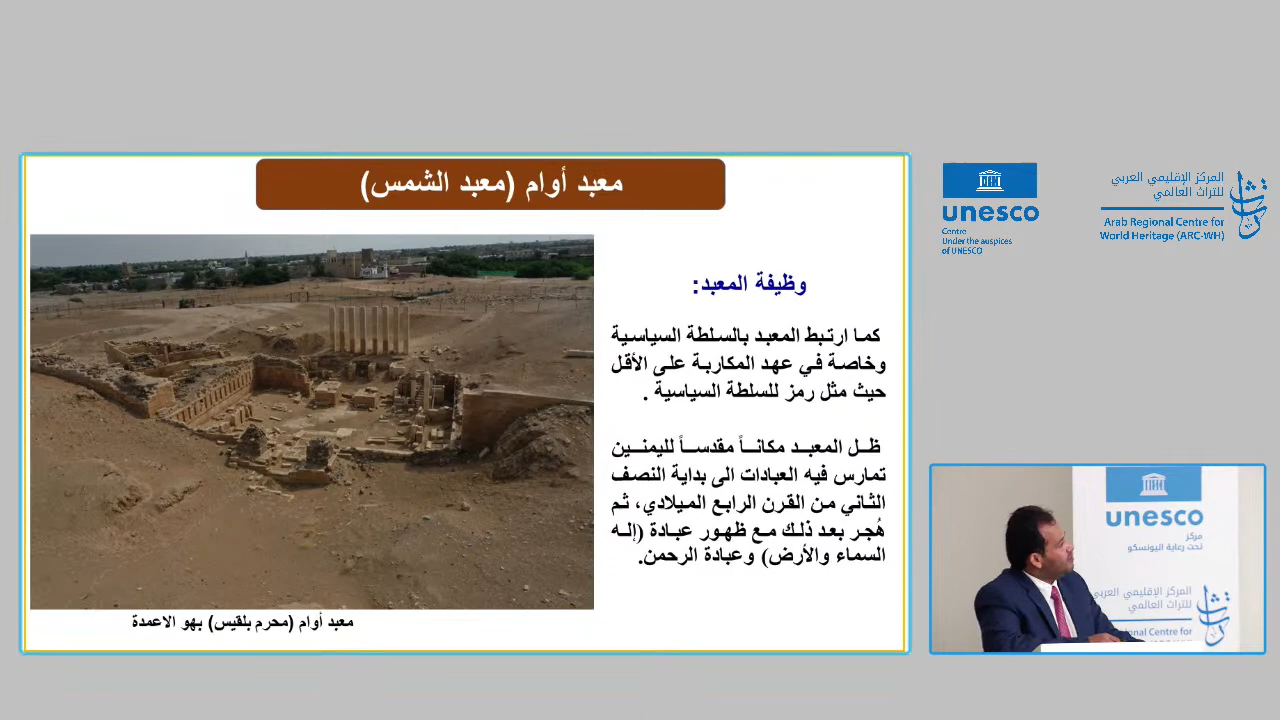 معبد أوام (معبد الشمس)
وظيفة المعبد:
كما ارتبط المعبد بالسلطة السياسية
وخاصة في عهد المكاربة على الأقل
حيث مثل رمز للسلطة السياسية .
ظل المعبد مكاناً مقدساً لليمنين
تمارس فيه العبادات الى بداية النصف
الثاني من القرن الرابع الميلادي، ثم
هُجر بعد ذلك مع ظهور عبادة (إله
السماء والأرض) وعبادة الرحمن.
معبد أوام (محرم بلقيس) بهو الاعمدة
unesco
Centre
Under the auspices
of UNESCO
المركز الإقليمي العربي
للتراث العالمي
Arab Regional Centre for
World Heritage (ARC-WH)
unesco
مركز
تحت رعاية اليونسكو
المركز الإقليمي العربي
للتراث العالمي
Centre for